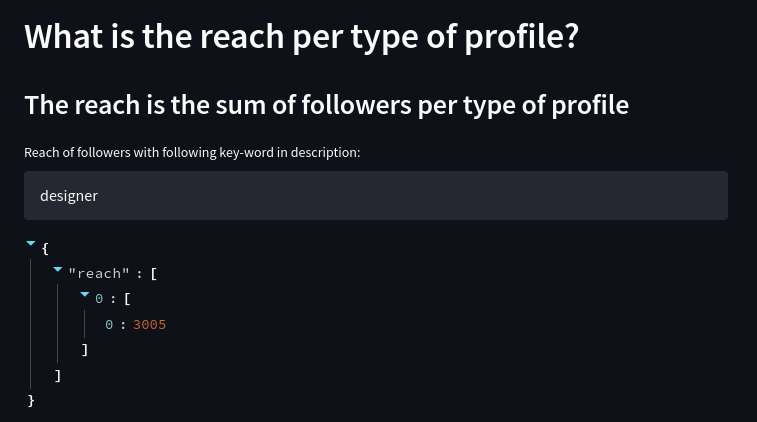 What is the reach per type of profile?
The reach is the sum of followers per type of profile
Reach of followers with following key-word in description:
designer
{
"reach" : [
0 : [
0 : 3005
]
]
}